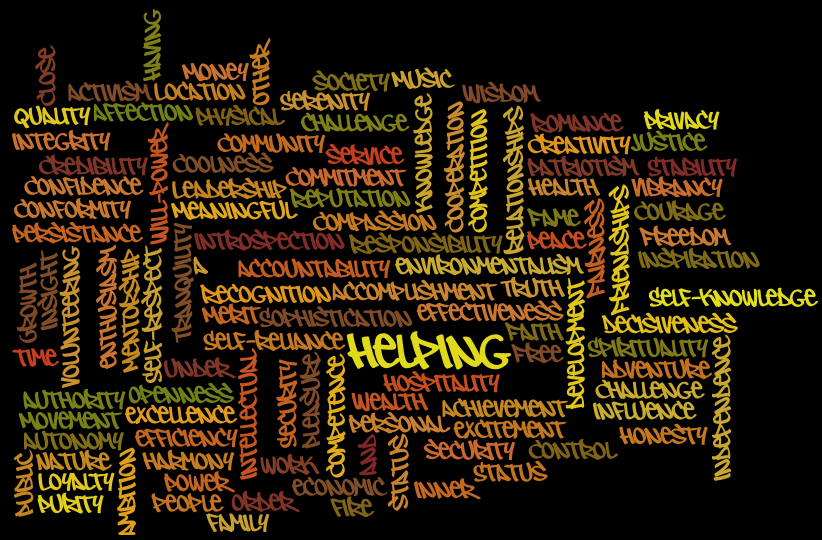 HAVING
CLOSE
MONEY
OTHER
SOCIETY
MUSIC
ACTIVISM
LOCATION
SERENITY
WISDOM
QUALITY
AFFECTION
PHYSICAL
CHALLENGE
KNOWLEDGE
COOPERATION
COMPETITION
RELATIONSHIPS
ROMANCE
PRIVACY
INTEGRITY
WILL-POWER
COMMUNITY
CREATIVITY
JUSTICE
CREDIBILITY
COOLNESS
SERVICE
PATRIOTISM
STABILITY
CONFIDENCE
LEADERSHIP
COMMITMENT
HEALTH
VIBRANCY
REPUTATION
CONFORMITY
MEANINGFUL
FAME
FAIRNESS
FRIENDSHIPS
COURAGE
COMPASSION
PERSISTANCE
TRANQUILITY
INTROSPECTION
RESPONSIBILITY
PEACE
FREEDOM
GROWTH
INSIGHT
VOLUNTEERING
ENTHUSIASM
MENTORSHIP
SELF-RESPECT
A
ACCOUNTABILITY
ENVIRONMENTALISM
INSPIRATION
RECOGNITION
ACCOMPLISHMENT
TRUTH
DEVELOPMENT
SELF-KNOWLEDGE
MERIT
SOPHISTICATION
EFFECTIVENESS
DECISIVENESS
SELF-RELIANCE
HELPING
FAITH
FREE
SPIRITUALITY
INDEPENDENCE
TIME
UNDER
INTELLECTUAL
SECURITY
PLEASURE
COMPETENCE
ADVENTURE
HOSPITALITY
CHALLENGE
AUTHORITY
OPENNESS
WEALTH
ACHIEVEMENT
INFLUENCE
MOVEMENT
EXCELLENCE
PERSONAL
EXCITEMENT
AUTONOMY
EFFICIENCY
AND
STATUS
SECURITY
CONTROL
HONESTY
PUBLIC
NATURE
AMBITION
HARMONY
WORK
STATUS
LOYALTY
POWER
ECONOMIC
INNER
PURITY
PEOPLE
ORDER
FIRE
FAMILY